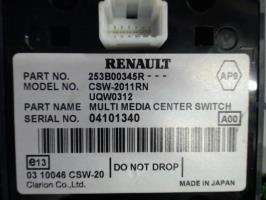 RENAULT
PART NO. 253B00345R - - -
AP9
MODEL NO. CSW-2011RN
UQW0312
PART NAME MULTI MEDIA CENTER SWITCH
SERIAL NO. 04101340 A00
e13 DO NOT DROP
03 10046 CSW-20
Clarion Co.,Ltd. MADE IN JAPAN